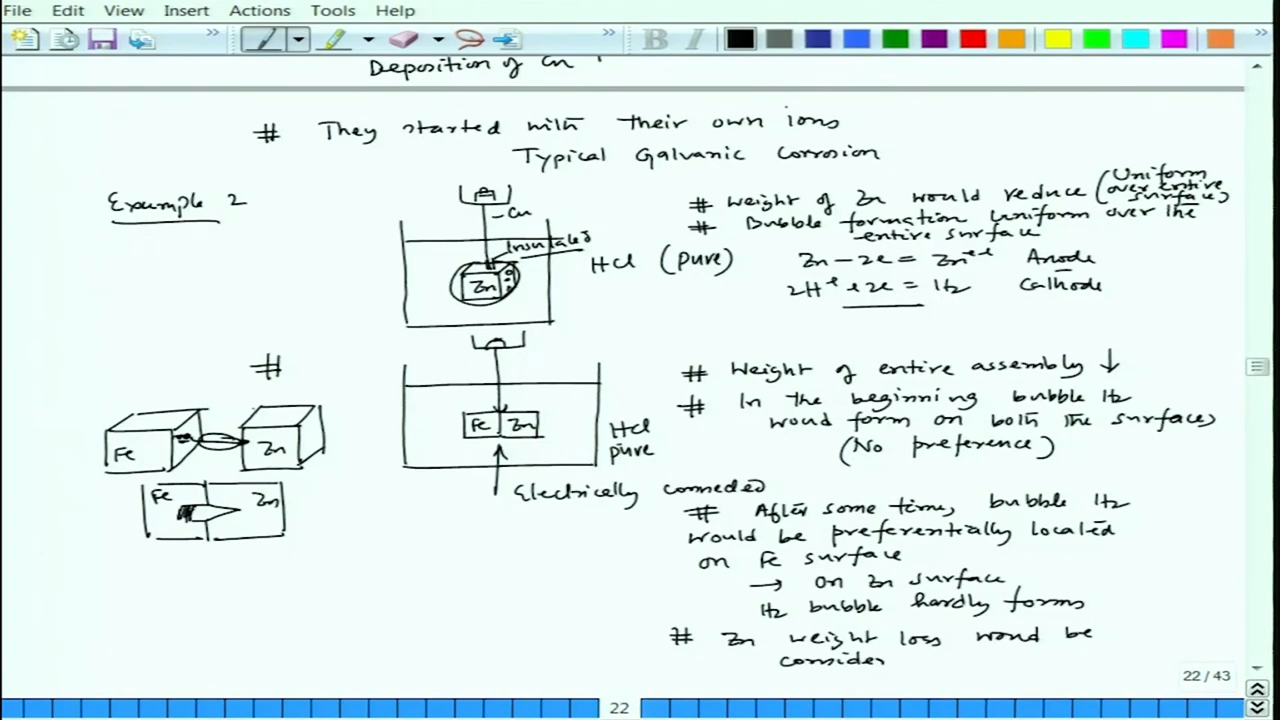 File Edit View Insert Actions Tools Help
Deposition of Cu
# They started with their own ions
Typical Galvanic Corrosion
Example 2
Cu
Insulated
Zn
HCl (pure)
# Weight of Zn would reduce (Uniform over entire surface)
# Bubble formation uniform over the
entire surface
Zn - 2e = Zn++ Anode
2H+ + 2e = H2 Cathode
#
Fe Zn
Fe Zn
Fe Zn
HCl
pure
Electrically connected
# Weight of entire assembly ↓
# In the beginning bubble H2
would form on both the surfaces
(No preference)
# After some time, bubble H2
would be preferentially located
on Fe surface
→ on Zn surface
H2 bubble hardly forms
# Zn weight loss would be
consider
22 / 43
22